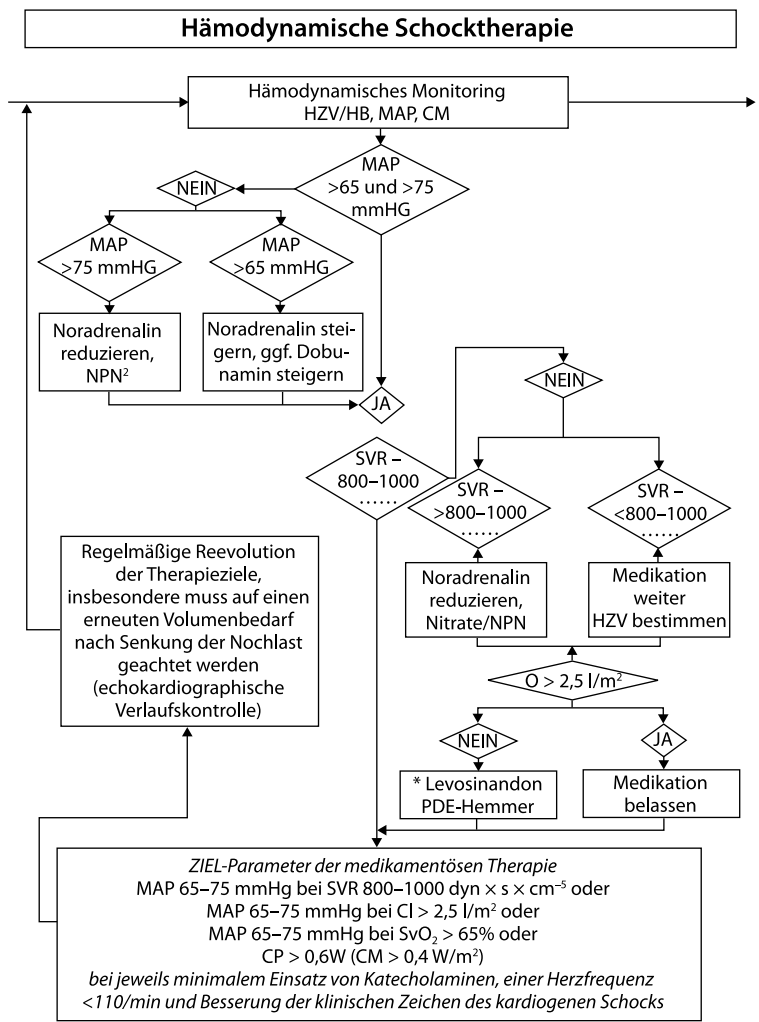 Hämodynamische Schocktherapie
Hämodynamisches Monitoring
HZV/HB, MAP, CM
MAP
>65 und >75
mmHG
NEIN
MAP
>75 mmHG
MAP
>65 mmHG
Noradrenalin
reduzieren,
NPN²
Noradrenalin stei-
gern, ggf. Dobu-
namin steigern
JA
NEIN
SVR –
800–1000
......
SVR –
>800–1000
......
SVR –
<800–1000
......
Noradrenalin
reduzieren,
Nitrate/NPN
Medikation
weiter
HZV bestimmen
Regelmäßige Reevolution
der Therapieziele,
insbesondere muss auf einen
erneuten Volumenbedarf
nach Senkung der Nochlast
geachtet werden
(echokardiographische
Verlaufskontrolle)
O > 2,5 l/m²
NEIN
JA
* Levosinandon
PDE-Hemmer
Medikation
belassen
ZIEL-Parameter der medikamentösen Therapie
MAP 65–75 mmHg bei SVR 800–1000 dyn × s × cm⁻⁵ oder
MAP 65–75 mmHg bei Cl > 2,5 l/m² oder
MAP 65–75 mmHg bei SvO₂ > 65% oder
CP > 0,6W (CM > 0,4 W/m²)
bei jeweils minimalem Einsatz von Katecholaminen, einer Herzfrequenz
<110/min und Besserung der klinischen Zeichen des kardiogenen Schocks